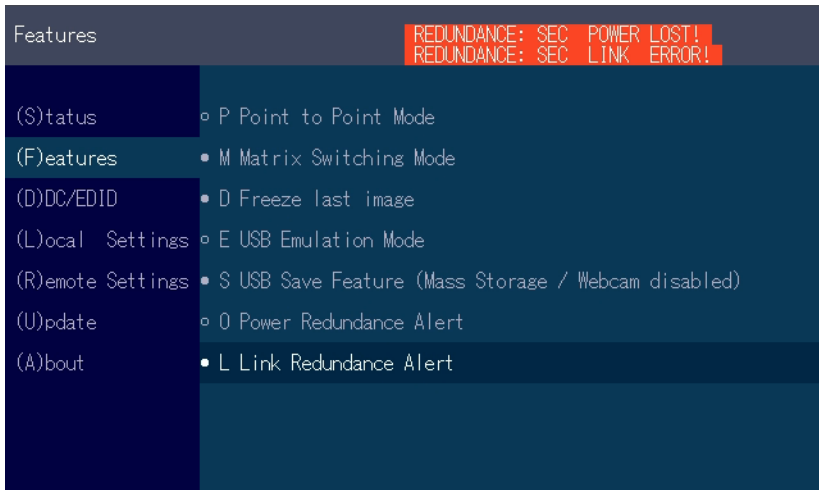 Features
REDUNDANCE: SEC POWER LOST!
REDUNDANCE: SEC LINK ERROR!
(S)tatus
P Point to Point Mode
(F)eatures
M Matrix Switching Mode
(D)DC/EDID
D Freeze last image
(L)ocal Settings
E USB Emulation Mode
(R)emote Settings
S USB Save Feature (Mass Storage / Webcam disabled)
(U)pdate
O Power Redundance Alert
(A)bout
L Link Redundance Alert